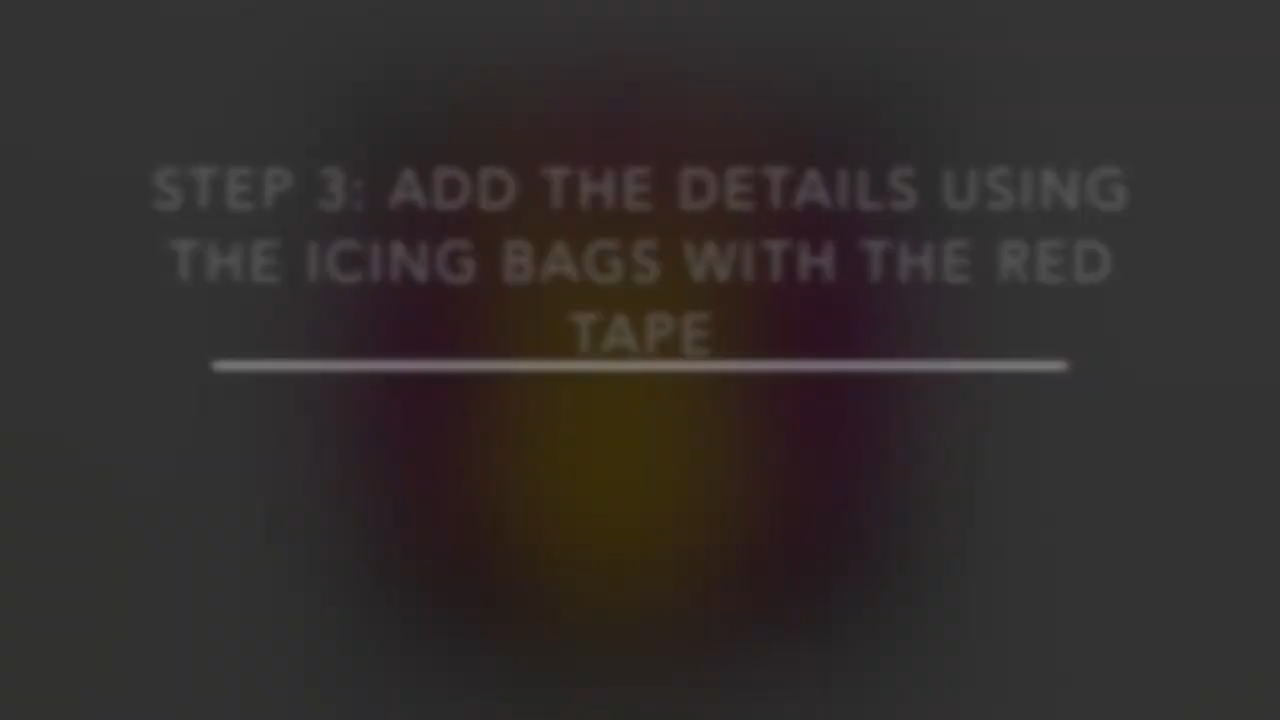 STEP 3: ADD THE DETAILS USING
THE ICING BAGS WITH THE RED
TAPE